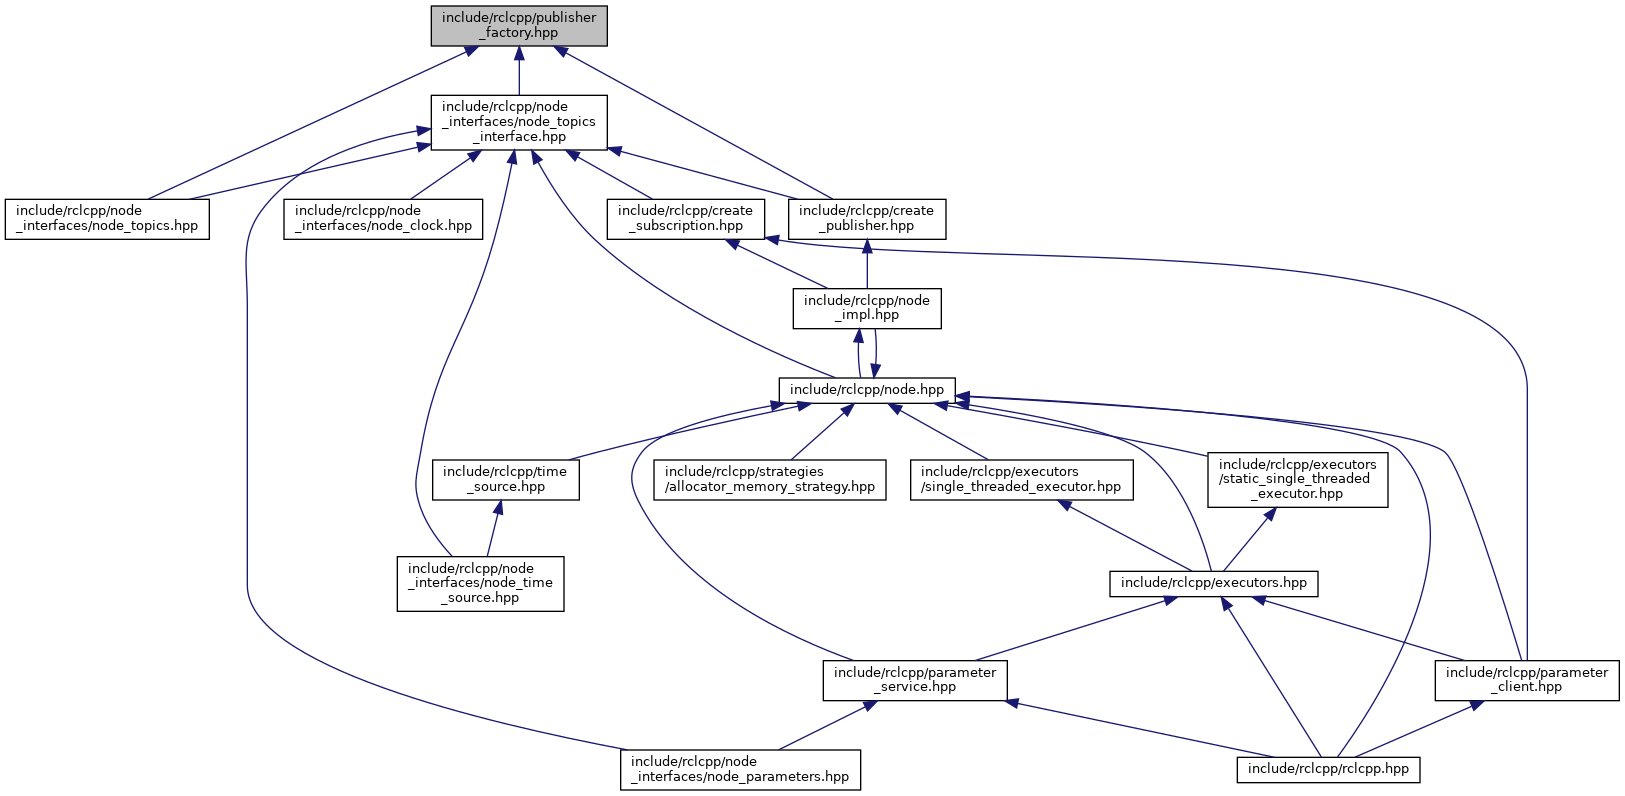 include/rclcpp/publisher
_factory.hpp
include/rclcpp/node
_interfaces/node_topics
_interface.hpp
include/rclcpp/node
_interfaces/node_topics.hpp
include/rclcpp/node
_interfaces/node_clock.hpp
include/rclcpp/create
_subscription.hpp
include/rclcpp/create
_publisher.hpp
include/rclcpp/node
_impl.hpp
include/rclcpp/node.hpp
include/rclcpp/time
_source.hpp
include/rclcpp/strategies
/allocator_memory_strategy.hpp
include/rclcpp/executors
/single_threaded_executor.hpp
include/rclcpp/executors
/static_single_threaded
_executor.hpp
include/rclcpp/node
_interfaces/node_time
_source.hpp
include/rclcpp/executors.hpp
include/rclcpp/parameter
_service.hpp
include/rclcpp/parameter
_client.hpp
include/rclcpp/node
_interfaces/node_parameters.hpp
include/rclcpp/rclcpp.hpp